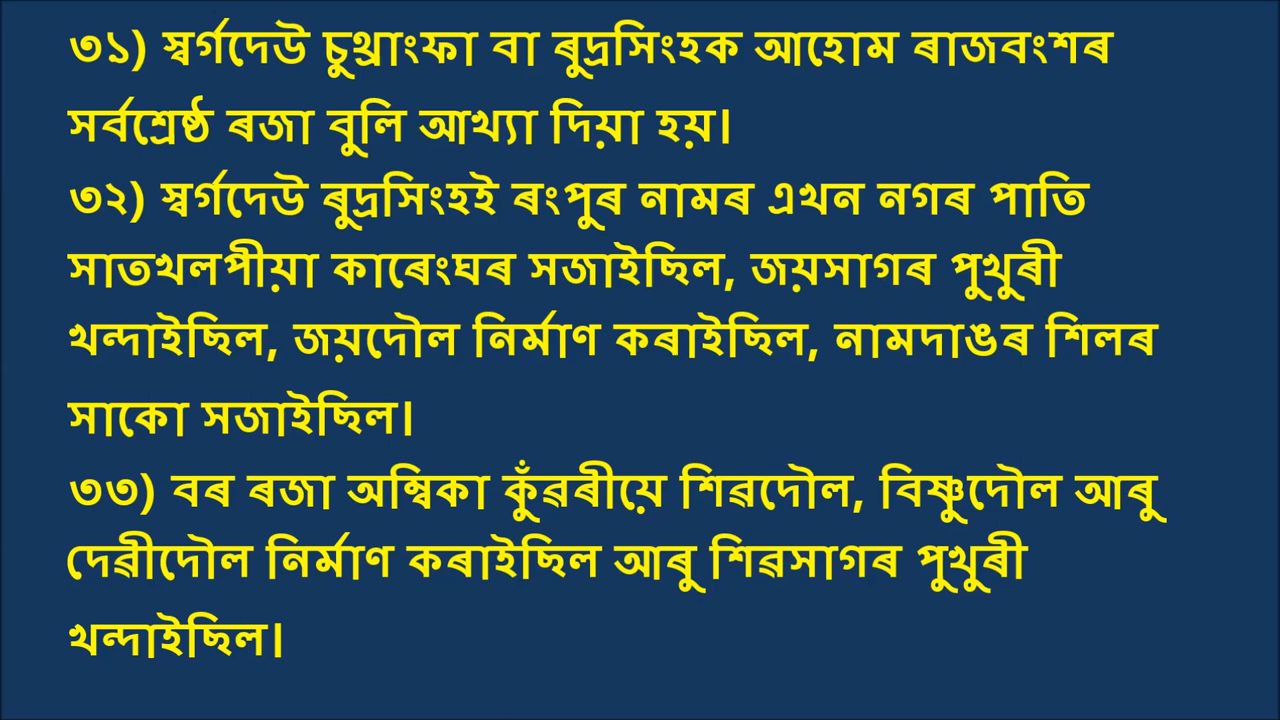 ৩১) স্বৰ্গদেউ চুথ্ৰাংফা বা ৰুদ্ৰসিংহক আহোম ৰাজবংশৰ
সৰ্বশ্ৰেষ্ঠ ৰজা বুলি আখ্যা দিয়া হয়।
৩২) স্বৰ্গদেউ ৰুদ্ৰসিংহই ৰংপুৰ নামৰ এখন নগৰ পাতি
সাতখলপীয়া কাৰেংঘৰ সজাইছিল, জয়সাগৰ পুখুৰী
খন্দাইছিল, জয়দৌল নিৰ্মাণ কৰাইছিল, নামদাঙৰ শিলৰ
সাকো সজাইছিল।
৩৩) বৰ ৰজা অম্বিকা কুঁৱৰীয়ে শিৱদৌল, বিষ্ণুদৌল আৰু
দেৱীদৌল নিৰ্মাণ কৰাইছিল আৰু শিৱসাগৰ পুখুৰী
খন্দাইছিল।